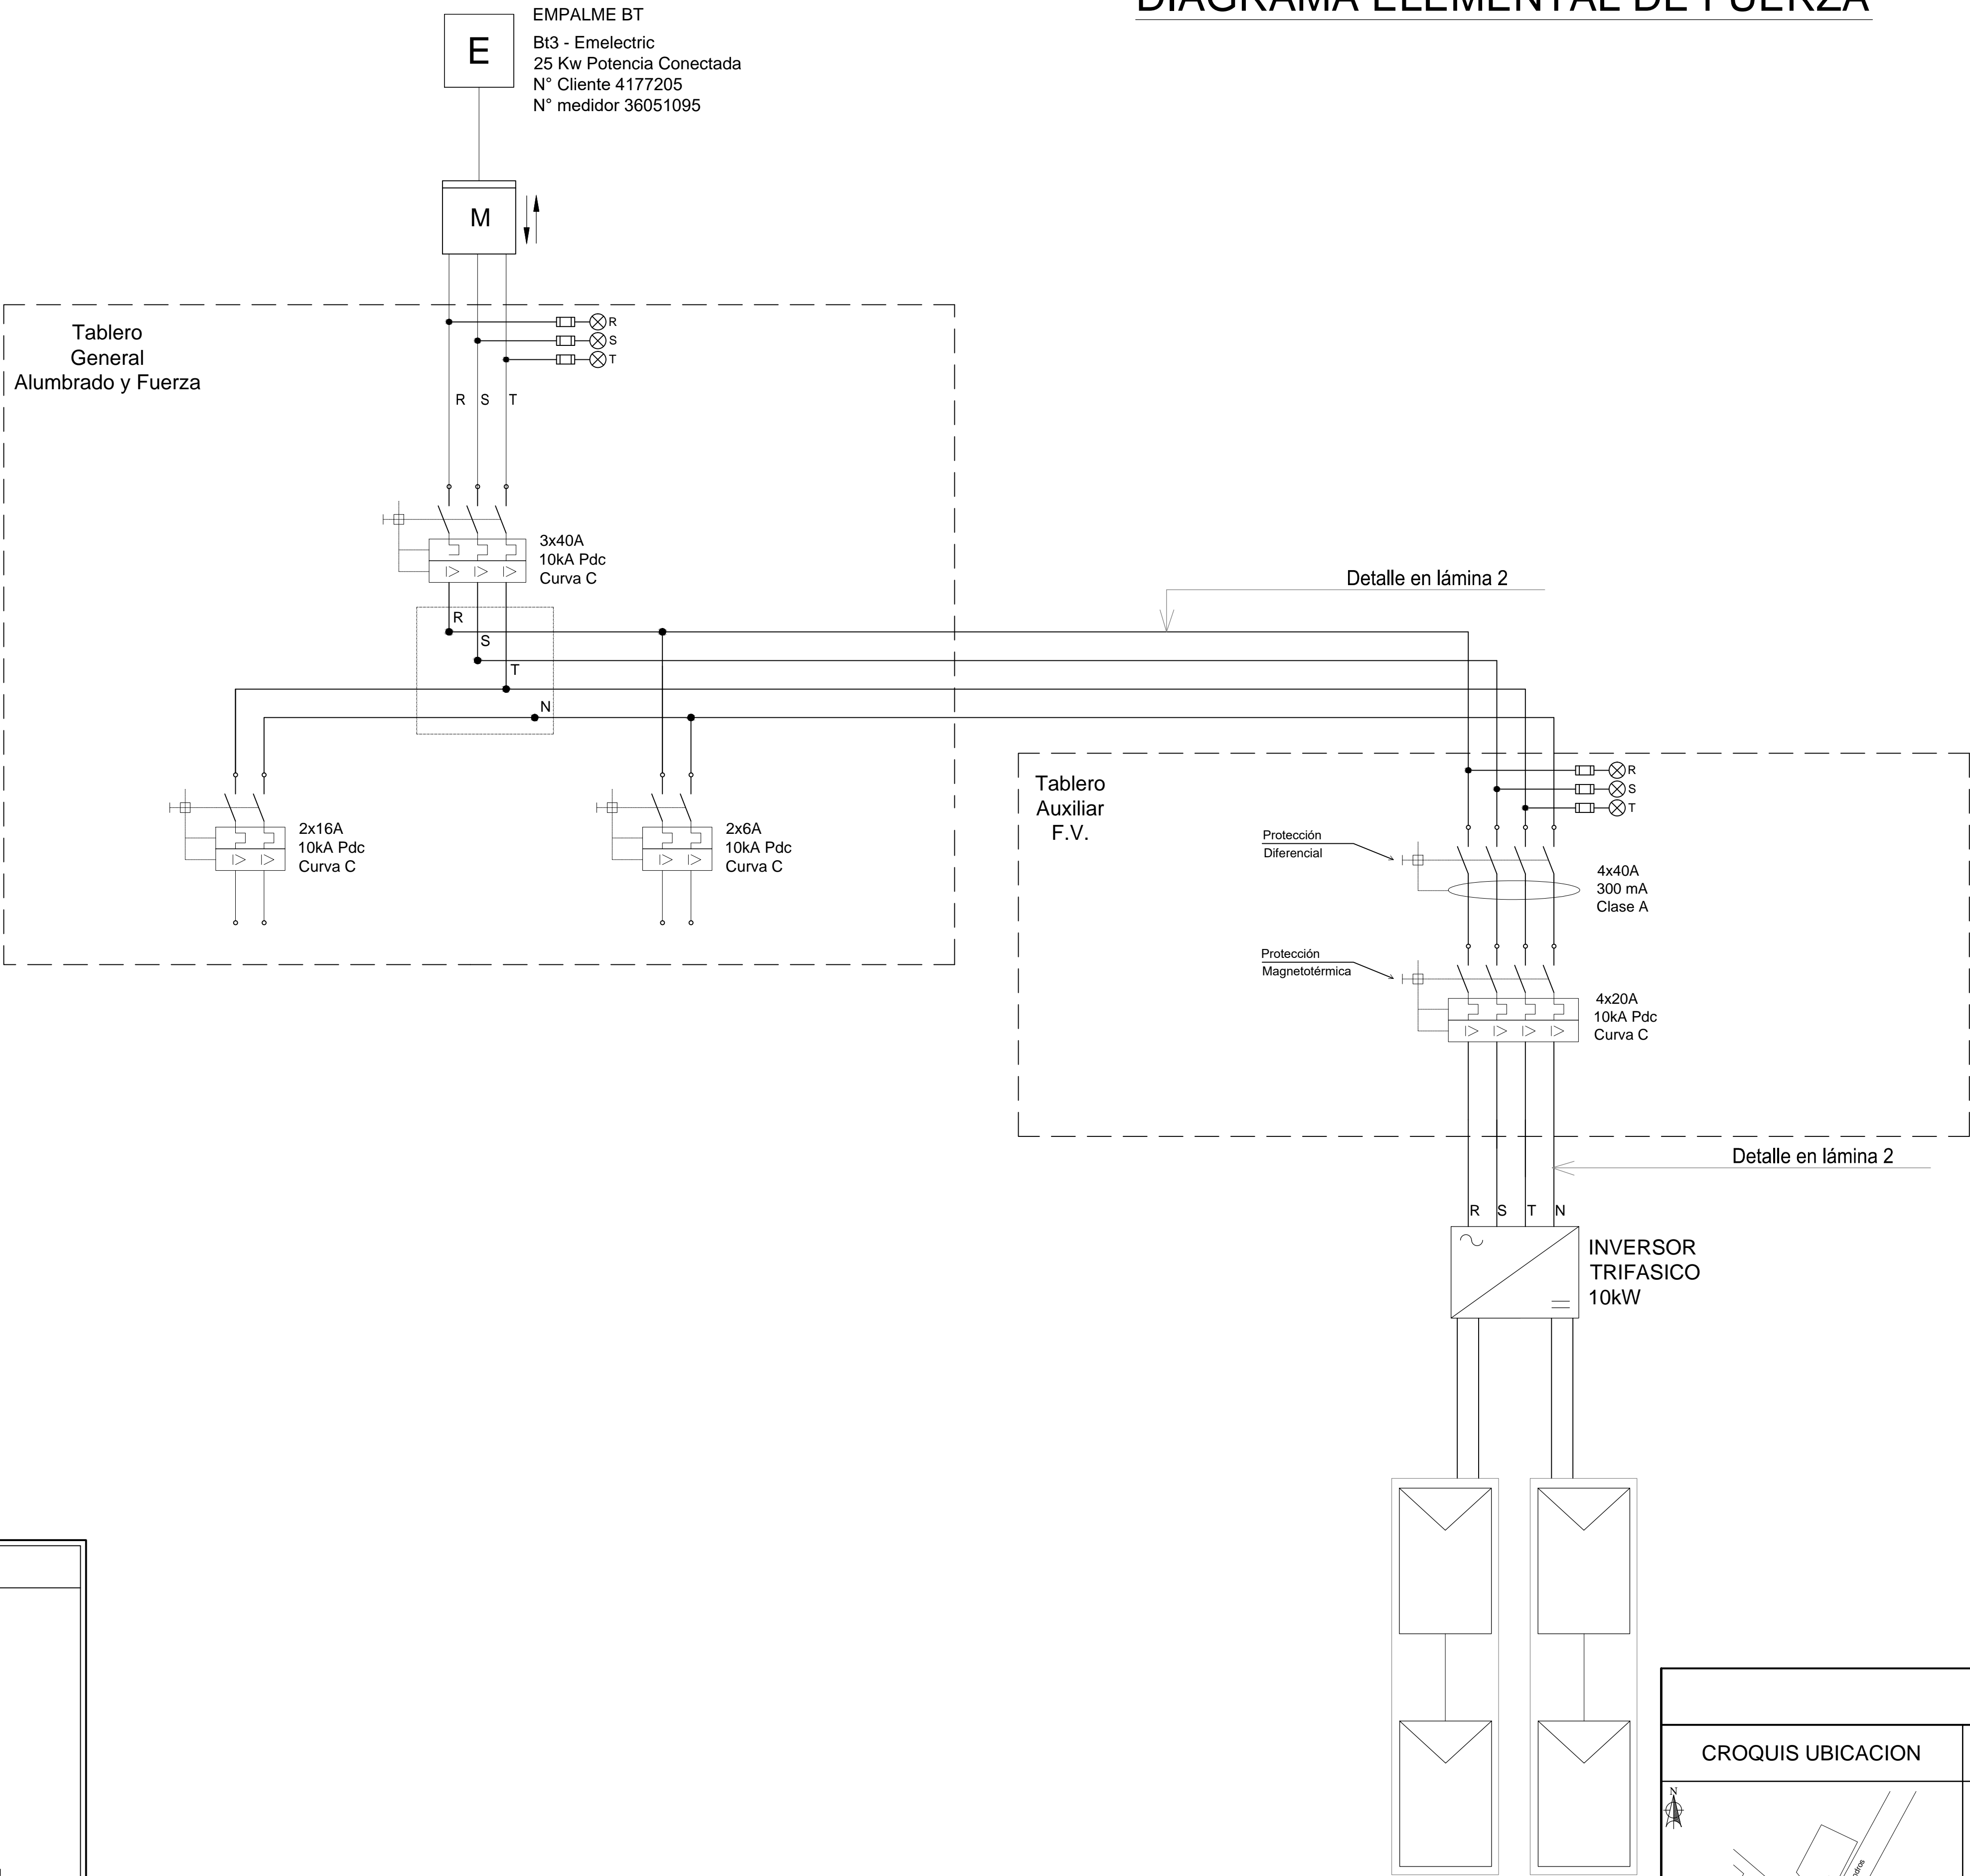 DIAGRAMA ELEMENTAL DE FUERZA
EMPALME BT
E
Bt3 - Emelectric
25 Kw Potencia Conectada
N° Cliente 4177205
N° medidor 36051095
M
Tablero
General
Alumbrado y Fuerza
R
S
T
R S T
3x40A
10kA Pdc
Curva C
Detalle en lámina 2
R
S
T
N
2x16A
10kA Pdc
Curva C
2x6A
10kA Pdc
Curva C
Tablero
Auxiliar
F.V.
R
S
T
Protección
Diferencial
4x40A
300 mA
Clase A
Protección
Magnetotérmica
4x20A
10kA Pdc
Curva C
Detalle en lámina 2
R S T N
INVERSOR
TRIFASICO
10kW
CROQUIS UBICACION
N